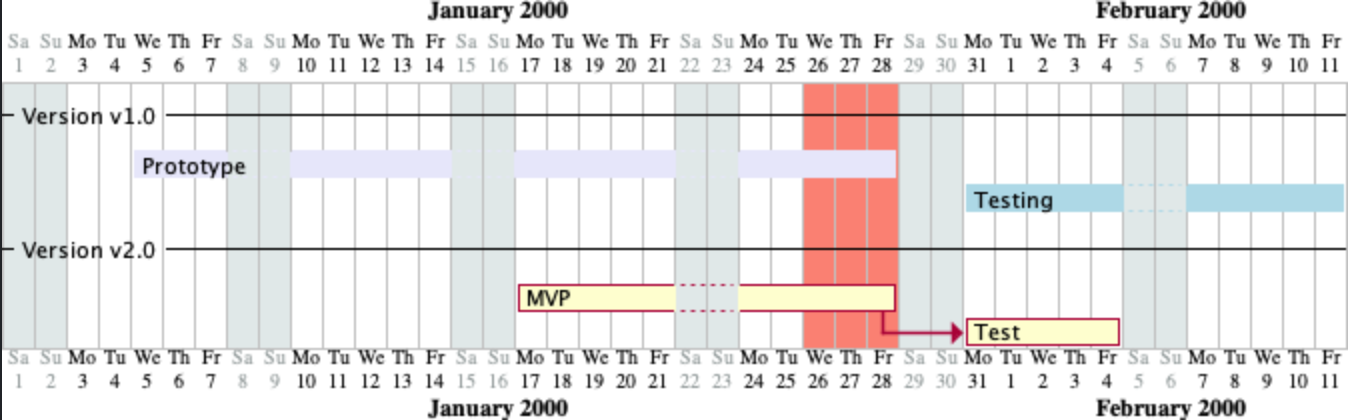 January 2000 February 2000
Sa Su Mo Tu We Th Fr Sa Su Mo Tu We Th Fr Sa Su Mo Tu We Th Fr Sa Su Mo Tu We Th Fr Sa Su Mo Tu We Th Fr Sa Su Mo Tu We Th Fr
1 2 3 4 5 6 7 8 9 10 11 12 13 14 15 16 17 18 19 20 21 22 23 24 25 26 27 28 29 30 31 1 2 3 4 5 6 7 8 9 10 11
Version v1.0
Prototype
Testing
Version v2.0
MVP
Test
Sa Su Mo Tu We Th Fr Sa Su Mo Tu We Th Fr Sa Su Mo Tu We Th Fr Sa Su Mo Tu We Th Fr Sa Su Mo Tu We Th Fr Sa Su Mo Tu We Th Fr
1 2 3 4 5 6 7 8 9 10 11 12 13 14 15 16 17 18 19 20 21 22 23 24 25 26 27 28 29 30 31 1 2 3 4 5 6 7 8 9 10 11
January 2000 February 2000